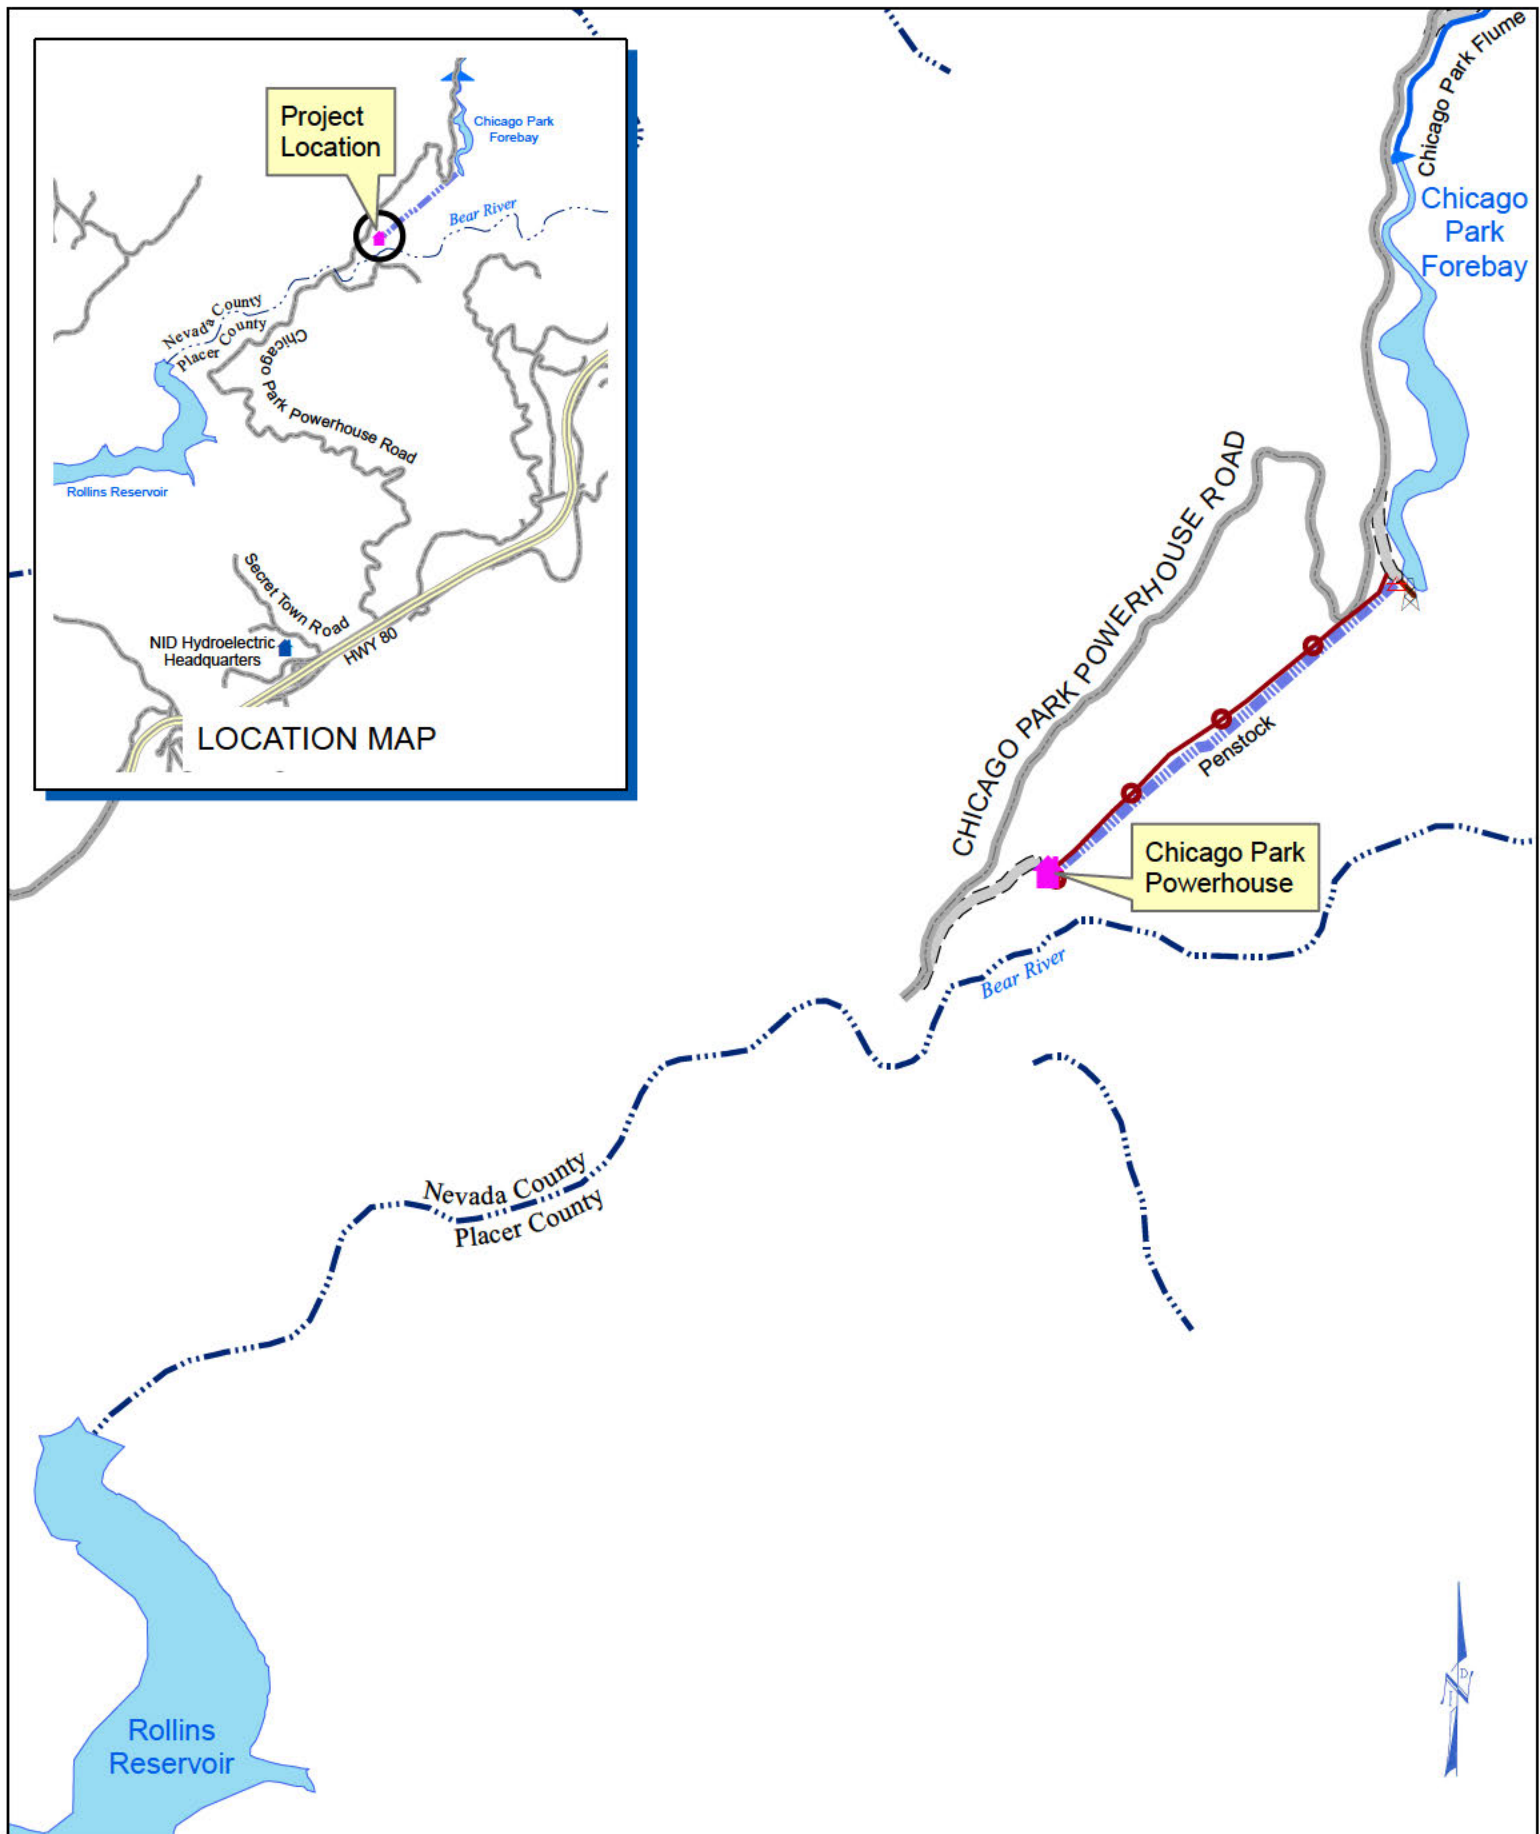 Project
Location
Chicago Park
Forebay
Bear River
Nevada County
Placer County
Chicago Park Powerhouse Road
Rollins Reservoir
Secret Town Road
NID Hydroelectric
Headquarters
HWY 80
LOCATION MAP
Chicago Park Flume
Chicago
Park
Forebay
CHICAGO PARK POWERHOUSE ROAD
Penstock
Chicago Park
Powerhouse
Bear River
Nevada County
Placer County
Rollins
Reservoir
N
I
D